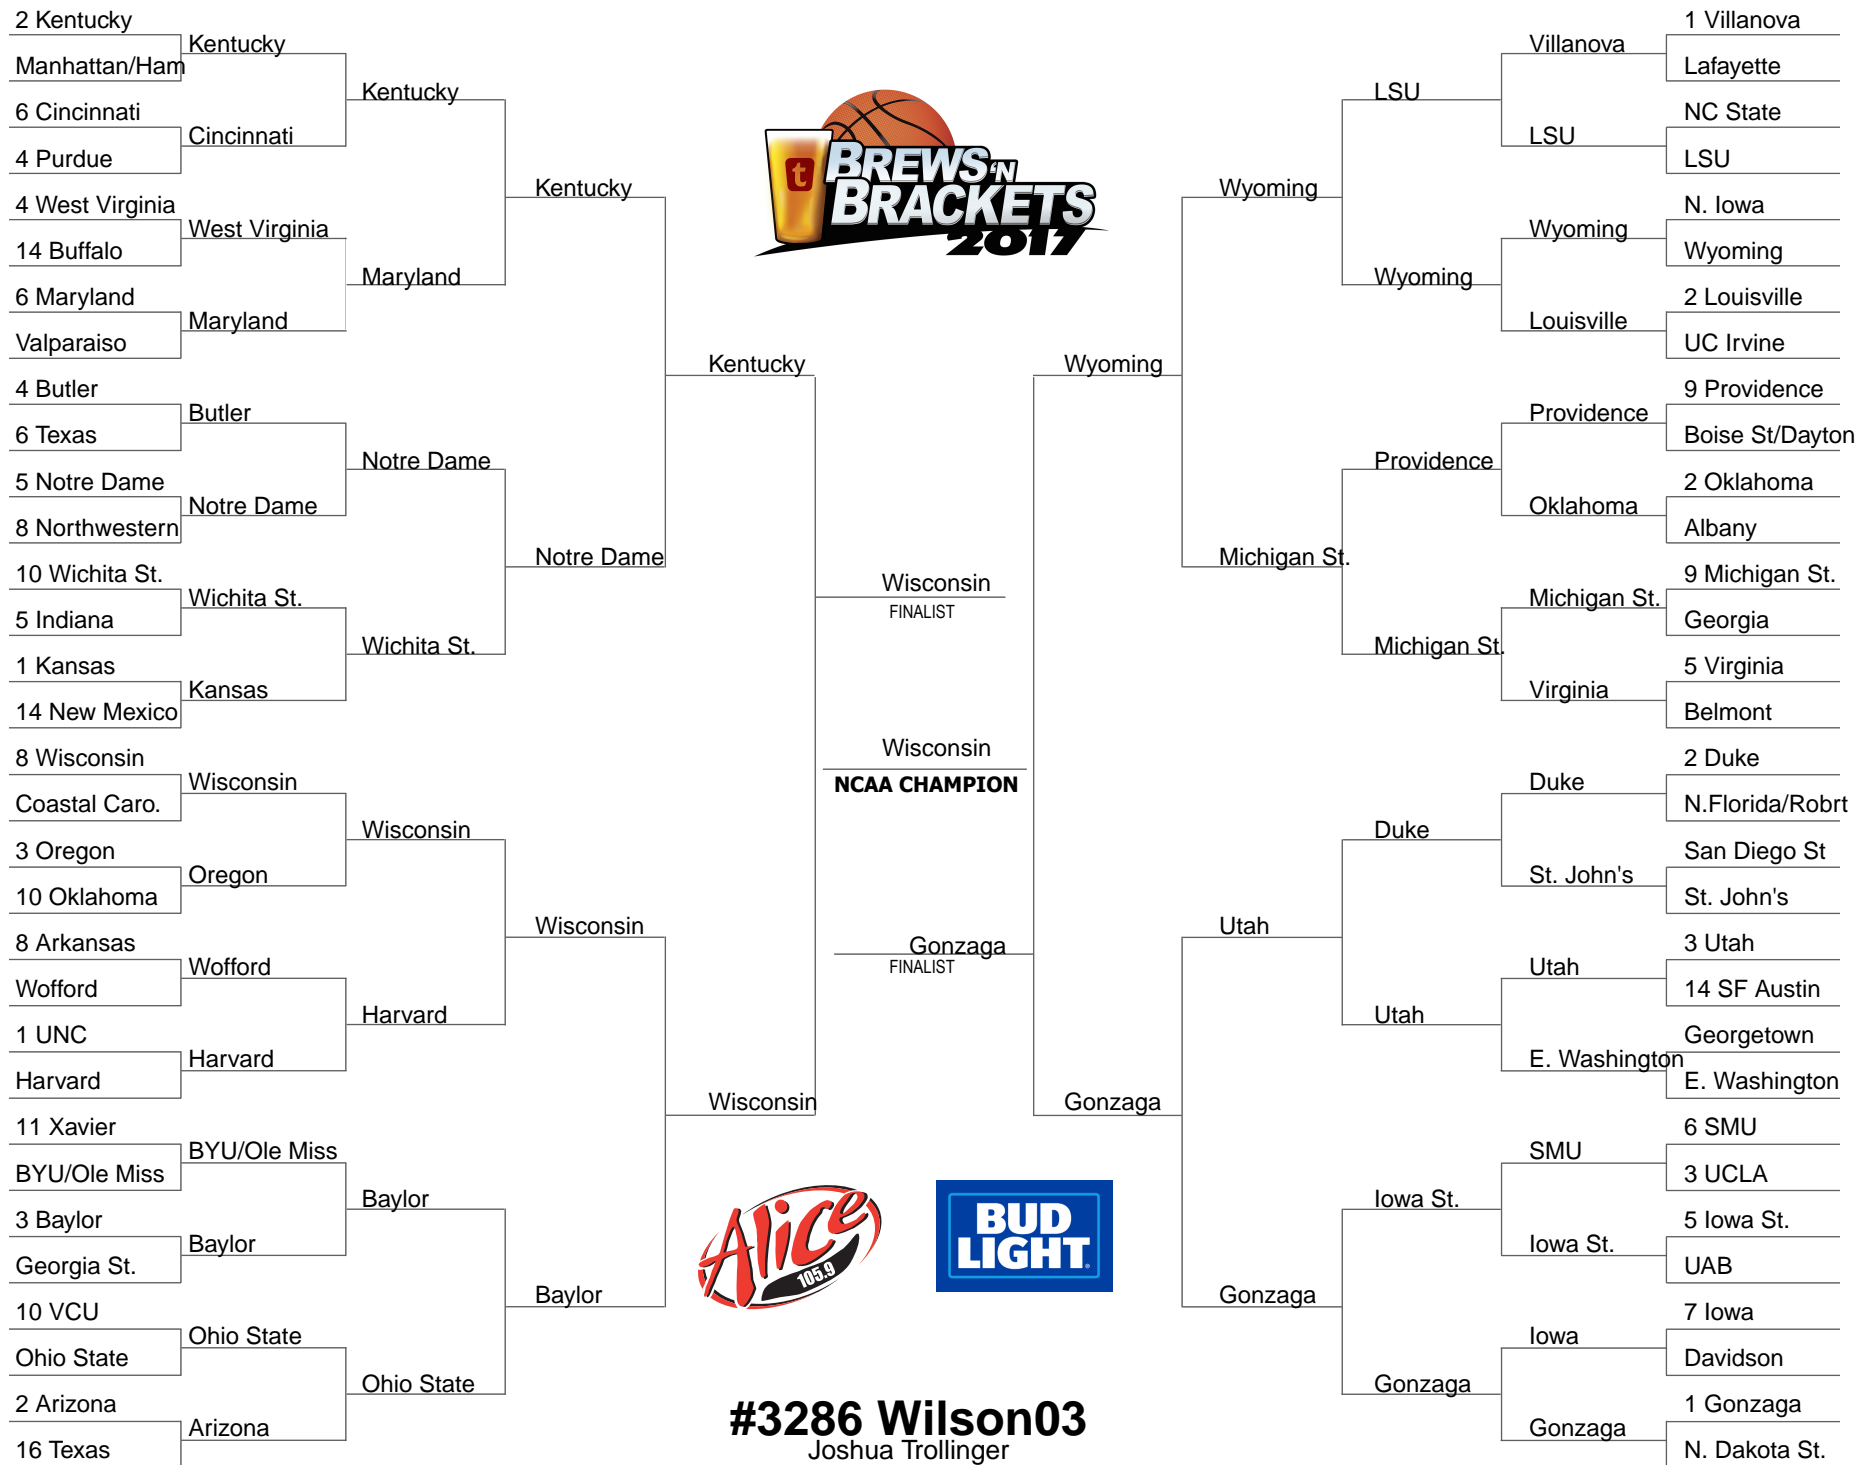 2 Kentucky
Manhattan/Ham
6 Cincinnati
4 Purdue
4 West Virginia
14 Buffalo
6 Maryland
Valparaiso
4 Butler
6 Texas
5 Notre Dame
8 Northwestern
10 Wichita St.
5 Indiana
1 Kansas
14 New Mexico
8 Wisconsin
Coastal Caro.
3 Oregon
10 Oklahoma
8 Arkansas
Wofford
1 UNC
Harvard
11 Xavier
BYU/Ole Miss
3 Baylor
Georgia St.
10 VCU
Ohio State
2 Arizona
16 Texas
Kentucky
Cincinnati
West Virginia
Maryland
Butler
Notre Dame
Wichita St.
Kansas
Wisconsin
Oregon
Wofford
Harvard
BYU/Ole Miss
Baylor
Ohio State
Arizona
Kentucky
Maryland
Notre Dame
Wichita St.
Wisconsin
Harvard
Baylor
Ohio State
Kentucky
Notre Dame
Wisconsin
Baylor
Kentucky
Wisconsin
t
BREWS 'N
BRACKETS
2017
Wisconsin
FINALIST
Wisconsin
NCAA CHAMPION
Gonzaga
FINALIST
Alice
105.9
BUD
LIGHT
#3286 Wilson03
Joshua Trollinger
Wyoming
Gonzaga
Wyoming
Michigan St.
Utah
Gonzaga
LSU
Wyoming
Providence
Michigan St.
Duke
Utah
Iowa St.
Gonzaga
Villanova
LSU
Wyoming
Louisville
Providence
Oklahoma
Michigan St.
Virginia
Duke
St. John's
Utah
E. Washington
SMU
Iowa St.
Iowa
Gonzaga
1 Villanova
Lafayette
NC State
LSU
N. Iowa
Wyoming
2 Louisville
UC Irvine
9 Providence
Boise St/Dayton
2 Oklahoma
Albany
9 Michigan St.
Georgia
5 Virginia
Belmont
2 Duke
N.Florida/Robrt
San Diego St
St. John's
3 Utah
14 SF Austin
Georgetown
E. Washington
6 SMU
3 UCLA
5 Iowa St.
UAB
7 Iowa
Davidson
1 Gonzaga
N. Dakota St.